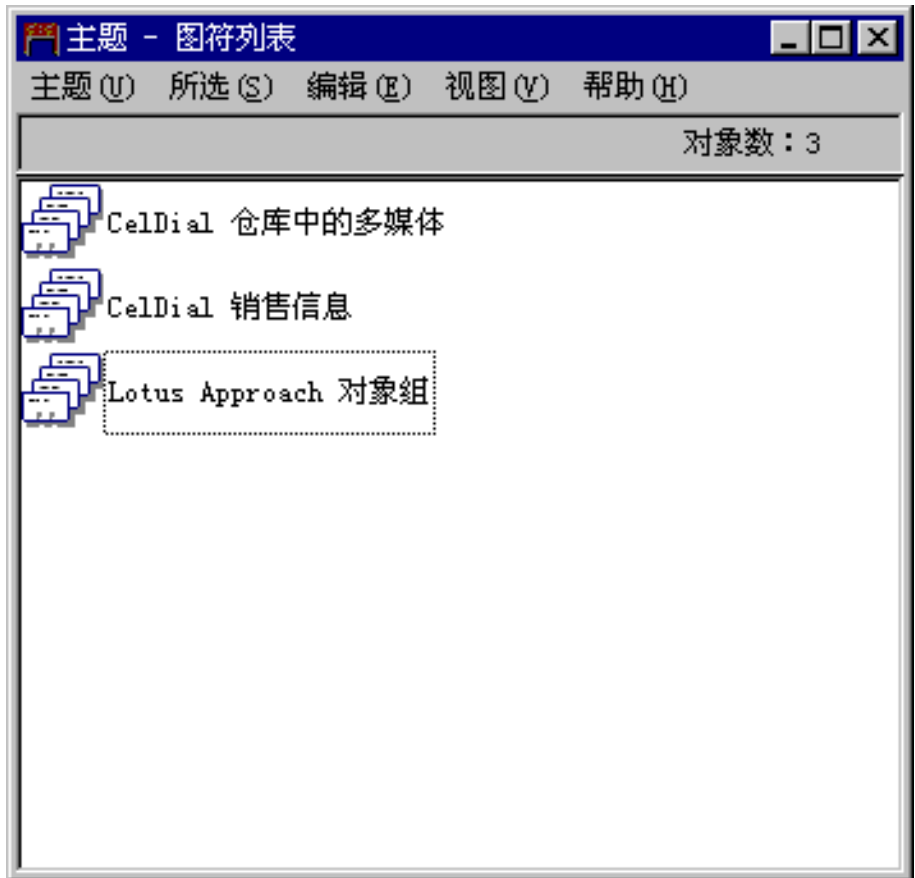 主题 - 图符列表
主题(U) 所选(S) 编辑(E) 视图(V) 帮助(H)
对象数：3
CelDial 仓库中的多媒体
CelDial 销售信息
Lotus Approach 对象组